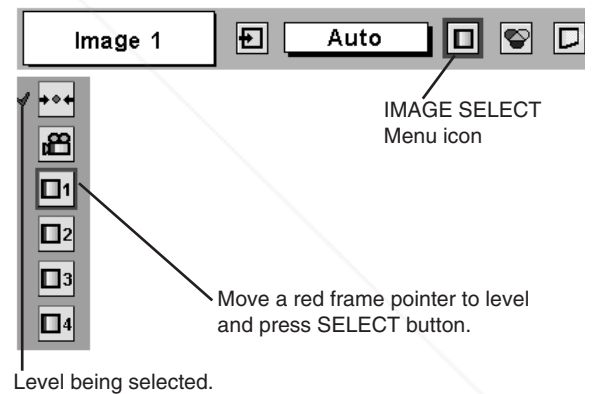 Image 1
Auto
IMAGE SELECT
Menu icon
1
2
3
4
Move a red frame pointer to level
and press SELECT button.
Level being selected.